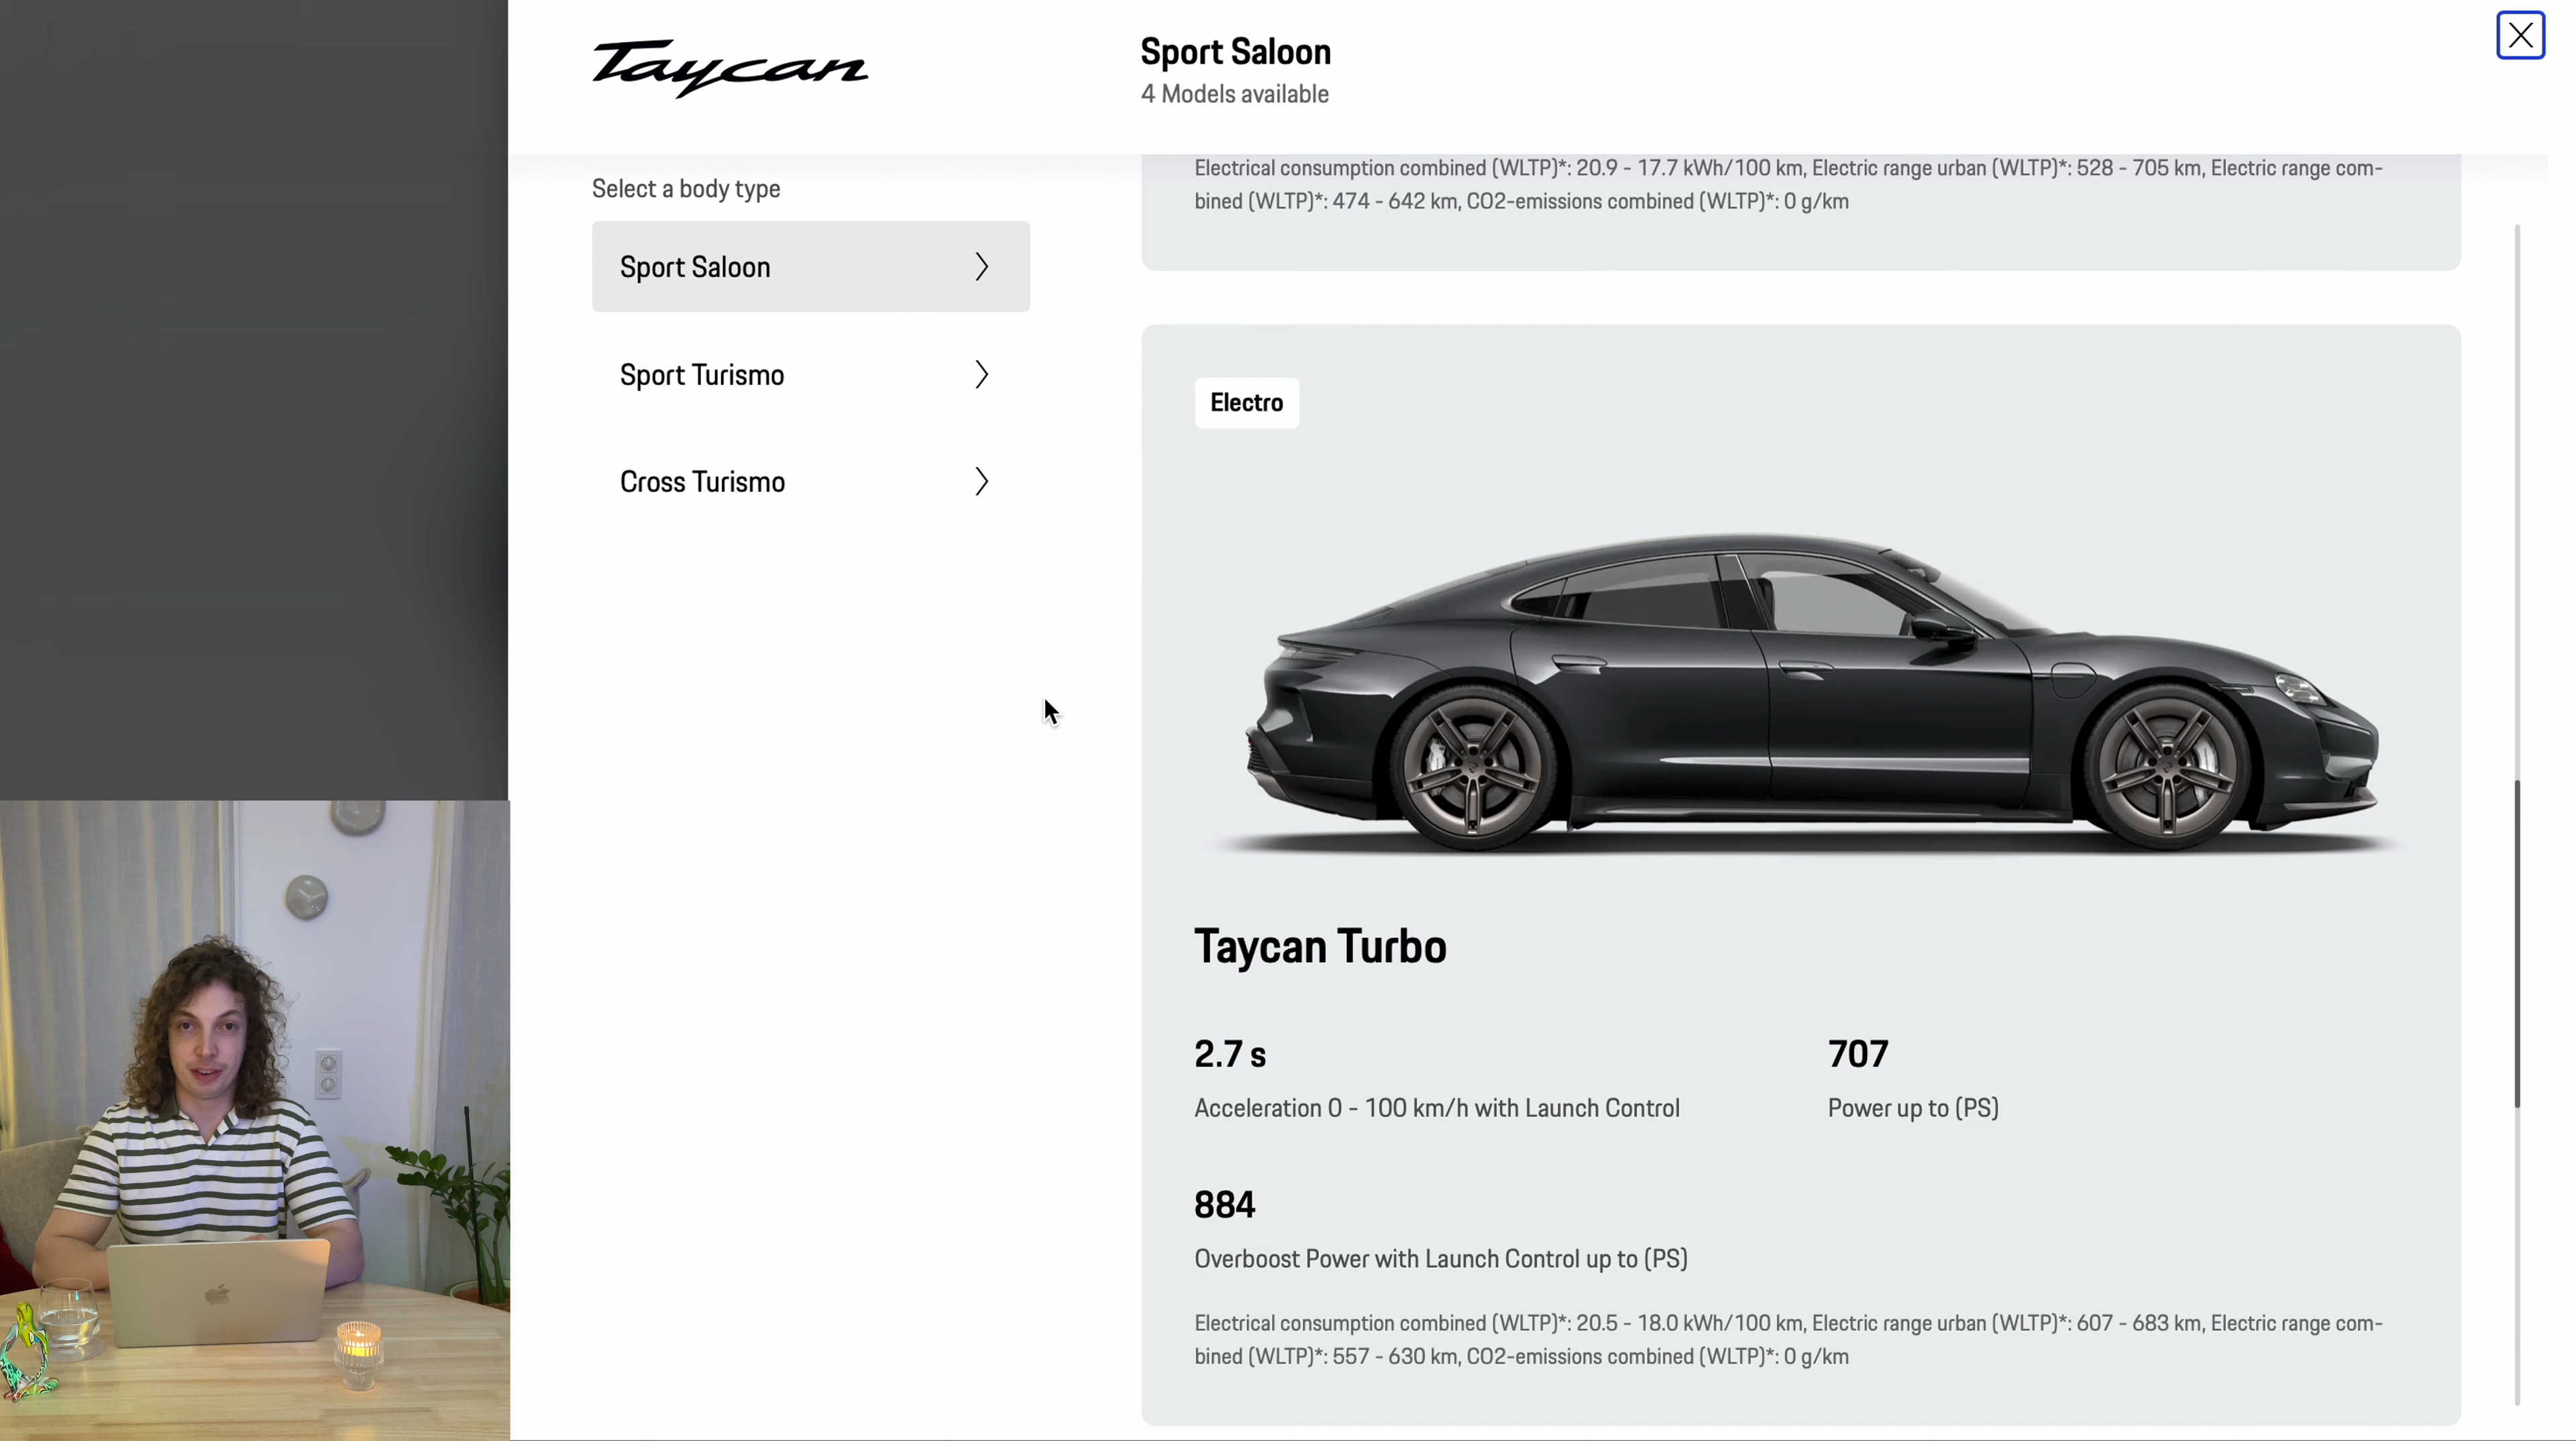 Taycan
Sport Saloon
4 Models available
Select a body type
Sport Saloon
Sport Turismo
Cross Turismo
Electrical consumption combined (WLTP)*: 20.9 - 17.7 kWh/100 km, Electric range urban (WLTP)*: 528 - 705 km, Electric range com-
bined (WLTP)*: 474 - 642 km, CO2-emissions combined (WLTP)*: 0 g/km
Electro
Taycan Turbo
2.7 s
Acceleration 0 - 100 km/h with Launch Control
707
Power up to (PS)
884
Overboost Power with Launch Control up to (PS)
Electrical consumption combined (WLTP)*: 20.5 - 18.0 kWh/100 km, Electric range urban (WLTP)*: 607 - 683 km, Electric range com-
bined (WLTP)*: 557 - 630 km, CO2-emissions combined (WLTP)*: 0 g/km